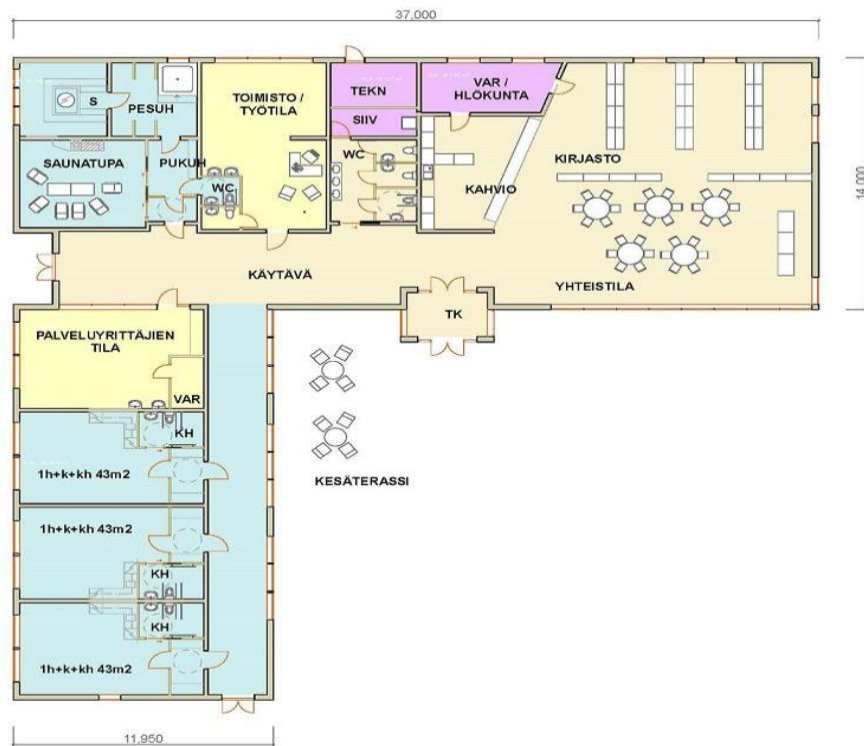 37,000
S
PESUH
TOIMISTO /
TYÖTILA
TEKN
VAR /
HLÖKUNTA
SIIV
SAUNATUPA
PUKUH
WC
WC
KAHVIO
KIRJASTO
14,000
KÄYTÄVÄ
YHTEISTILA
TK
PALVELUYRITTÄJIEN
TILA
VAR
KH
1h+k+kh 43m2
KESÄTERASSI
1h+k+kh 43m2
KH
KH
1h+k+kh 43m2
11,950